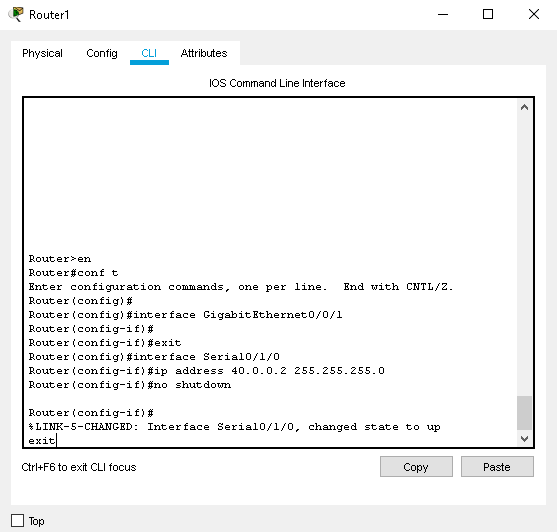 Router1
Physical Config CLI Attributes
IOS Command Line Interface
Router>en
Router#conf t
Enter configuration commands, one per line.  End with CNTL/Z.
Router(config)#
Router(config)#interface GigabitEthernet0/0/1
Router(config-if)#
Router(config-if)#exit
Router(config)#interface Serial0/1/0
Router(config-if)#ip address 40.0.0.2 255.255.255.0
Router(config-if)#no shutdown
Router(config-if)#
%LINK-5-CHANGED: Interface Serial0/1/0, changed state to up
exit
Ctrl+F6 to exit CLI focus
Copy Paste
Top